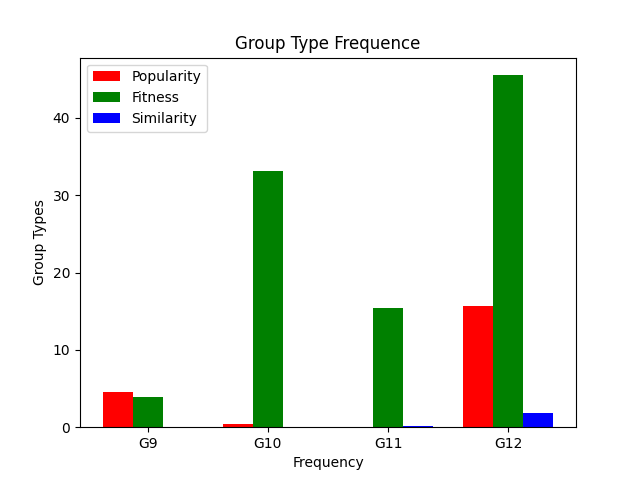 Group Type Frequence
Popularity
Fitness
Similarity
Group Types
40
30
20
10
0
G9 G10 G11 G12
Frequency